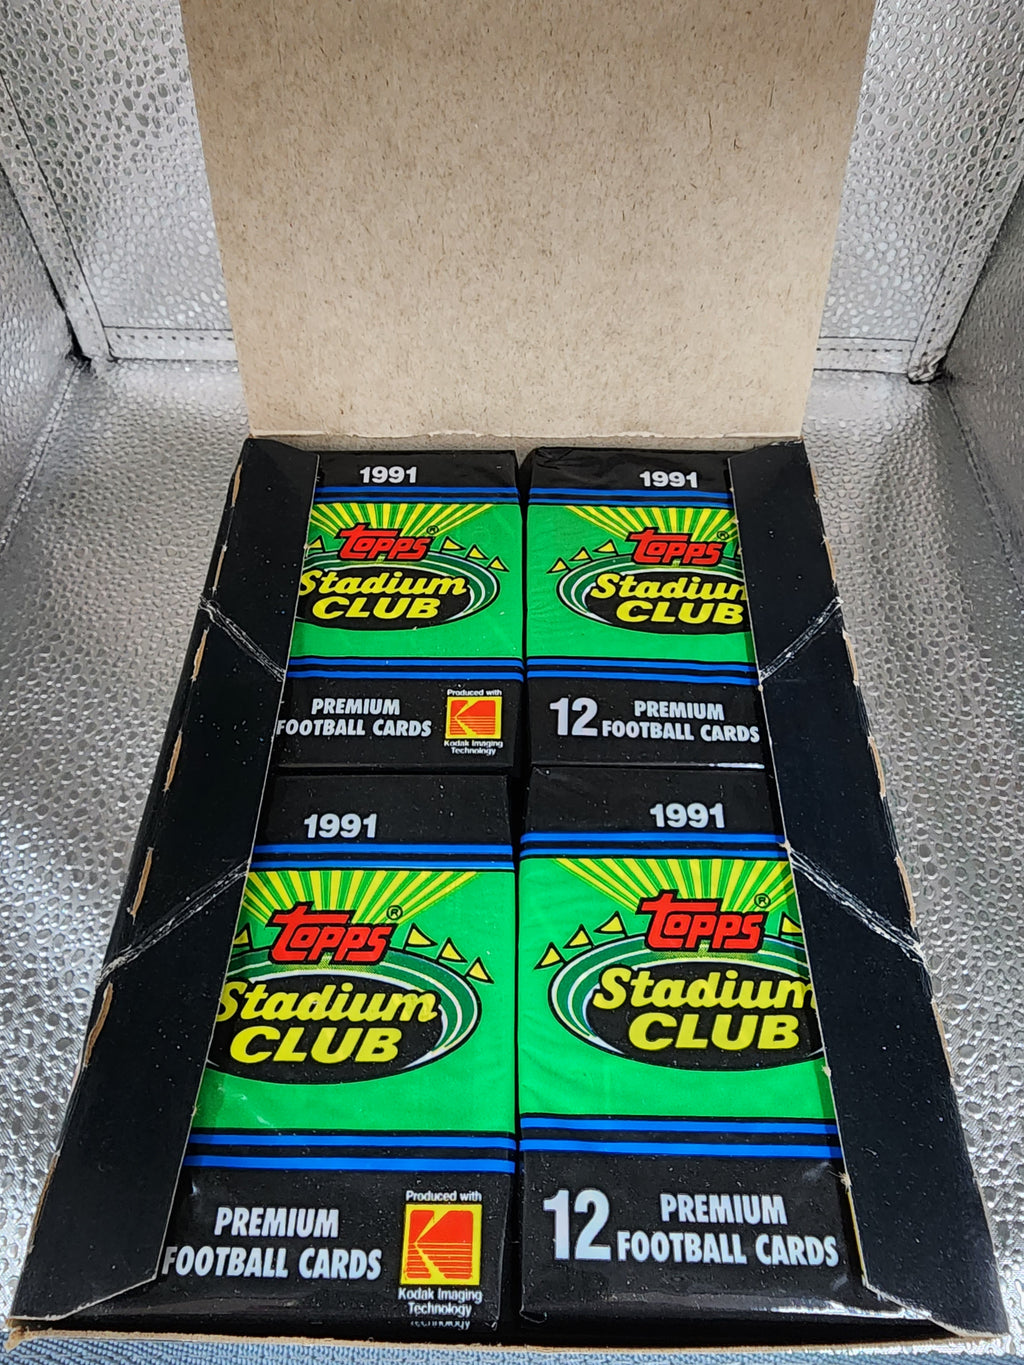 1991
Topps®
Stadium
CLUB
PREMIUM
FOOTBALL CARDS
Produced with
Kodak Imaging
Technology
1991
Topps®
Stadium
CLUB
12 PREMIUM
FOOTBALL CARDS
1991
Topps®
Stadium
CLUB
PREMIUM
FOOTBALL CARDS
Produced with
Kodak Imaging
Technology
Technology
1991
Topps®
Stadium
CLUB
12 PREMIUM
FOOTBALL CARDS